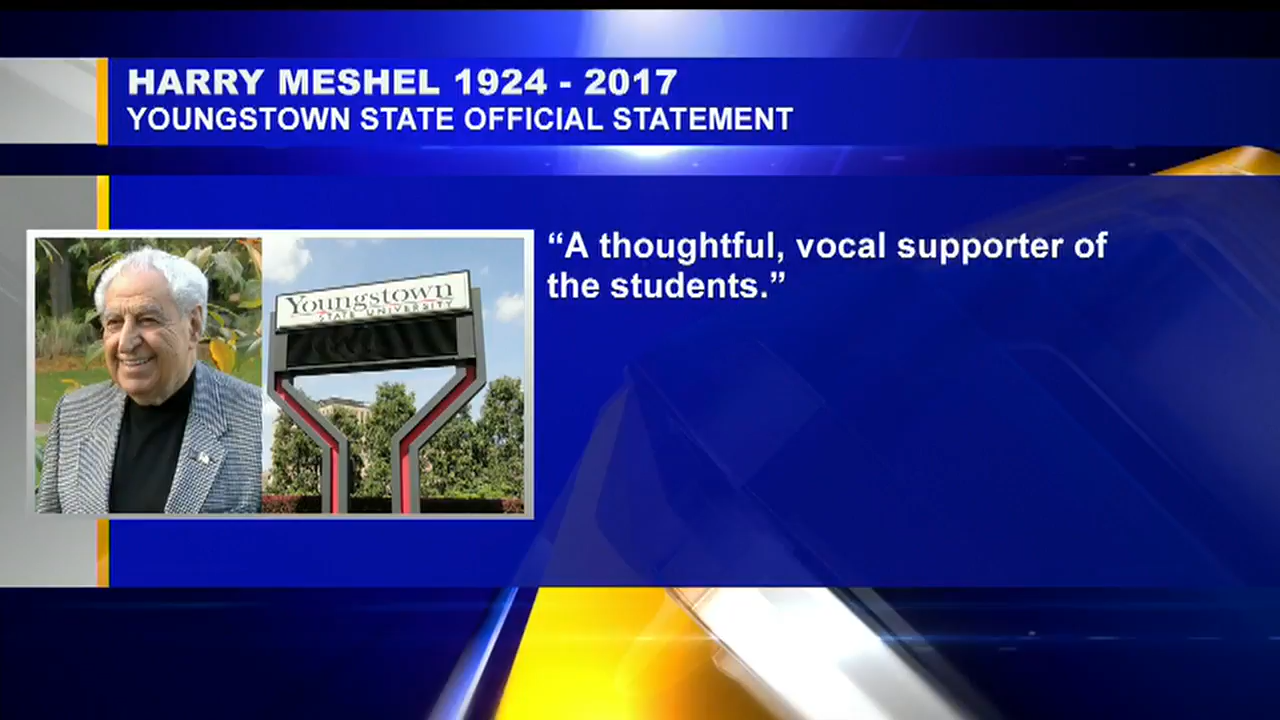 HARRY MESHEL 1924 - 2017
YOUNGSTOWN STATE OFFICIAL STATEMENT
“A thoughtful, vocal supporter of
the students.”
Youngstown
STATE UNIVERSITY